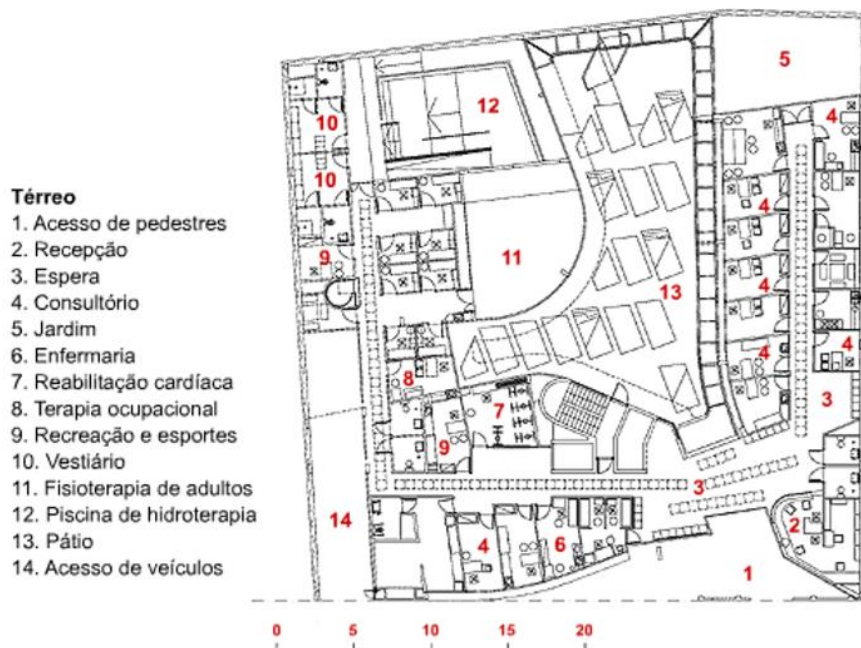 Térreo
1. Acesso de pedestres
2. Recepção
3. Espera
4. Consultório
5. Jardim
6. Enfermaria
7. Reabilitação cardíaca
8. Terapia ocupacional
9. Recreação e esportes
10. Vestiário
11. Fisioterapia de adultos
12. Piscina de hidroterapia
13. Pátio
14. Acesso de veículos
5
12
4
10
10
4
9
11
4
13
4
4
8
7
3
9
3
14
4
6
2
1
0 5 10 15 20